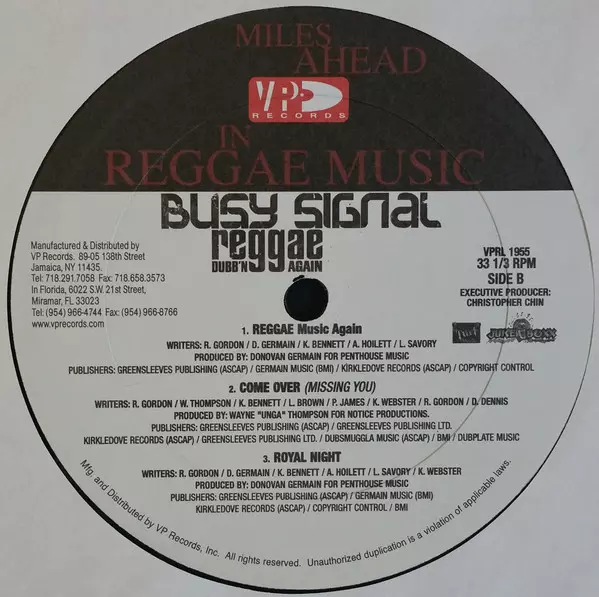 MILES
AHEAD
VP
RECORDS
IN
REGGAE MUSIC
BUSY SIGNAL
reggae
DUBB'N AGAIN
Manufactured & Distributed by
VP Records. 89-05 138th Street
Jamaica, NY 11435.
Tel: 718.291.7058 Fax: 718.658.3573
In Florida, 6022 S.W. 21st Street,
Miramar, FL 33023
Tel: (954) 966-4744 Fax: (954) 966-8766
www.vprecords.com
VPRL 1955
33 1/3 RPM
SIDE B
EXECUTIVE PRODUCER:
CHRISTOPHER CHIN
JUKEBOXX
1. REGGAE Music Again
WRITERS: R. GORDON / D. GERMAIN / K. BENNETT / A. HOILETT / L. SAVORY
PRODUCED BY: DONOVAN GERMAIN FOR PENTHOUSE MUSIC
PUBLISHERS: GREENSLEEVES PUBLISHING (ASCAP) / GERMAIN MUSIC (BMI) / KIRKLEDOVE RECORDS (ASCAP) / COPYRIGHT CONTROL
2. COME OVER (MISSING YOU)
WRITERS: R. GORDON / W. THOMPSON / K. BENNETT / L. BROWN / P. JAMES / K. WEBSTER / R. GORDON / D. DENNIS
PRODUCED BY: WAYNE "UNGA" THOMPSON FOR NOTICE PRODUCTIONS.
PUBLISHERS: GREENSLEEVES PUBLISHING (ASCAP) / GREENSLEEVES PUBLISHING LTD.
KIRKLEDOVE RECORDS (ASCAP) / GREENSLEEVES PUBLISHING LTD. / DUBSMUGGLA MUSIC (ASCAP) / BMI / DUBPLATE MUSIC
3. ROYAL NIGHT
WRITERS: R. GORDON / D. GERMAIN / K. BENNETT / A. HOILETT / L. SAVORY / K. WEBSTER
PRODUCED BY: DONOVAN GERMAIN FOR PENTHOUSE MUSIC
PUBLISHERS: GREENSLEEVES PUBLISHING (ASCAP) / GERMAIN MUSIC (BMI)
KIRKLEDOVE RECORDS (ASCAP) / COPYRIGHT CONTROL / BMI
Mfg. and Distributed by VP Records, Inc. All rights reserved. Unauthorized duplication is a violation of applicable laws.